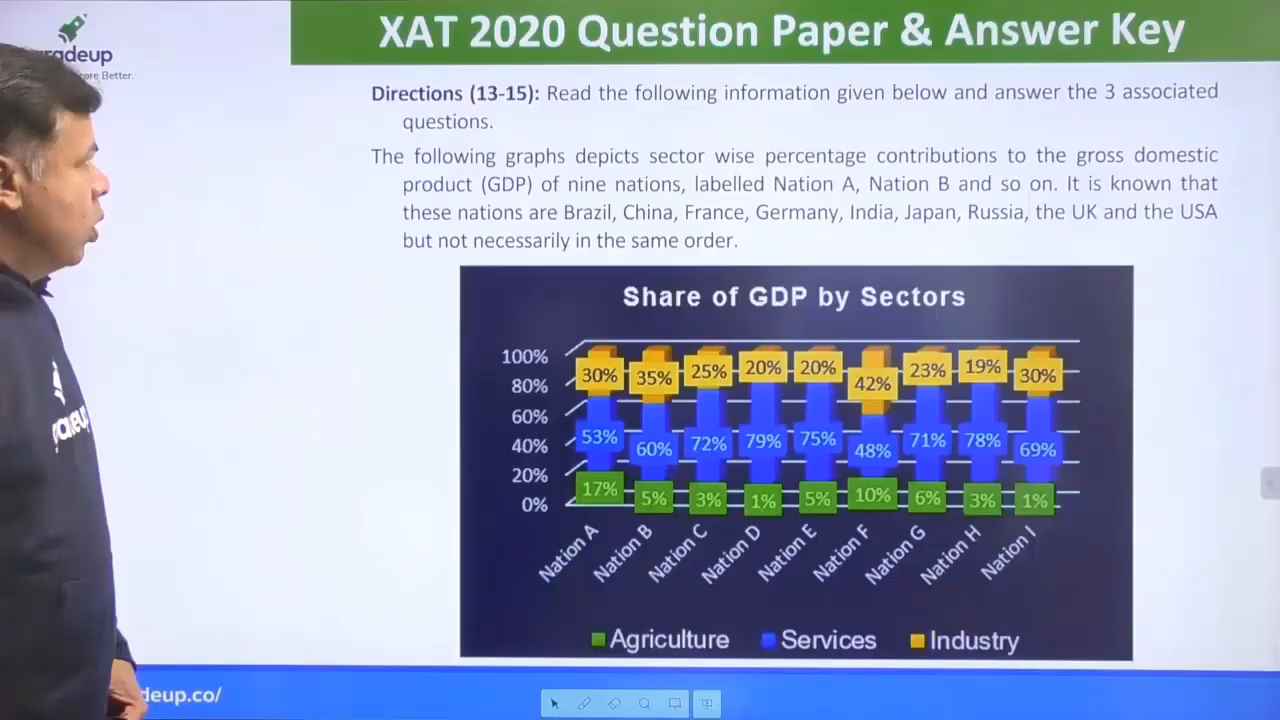 XAT 2020 Question Paper & Answer Key
radeup
core Better.
Directions (13-15): Read the following information given below and answer the 3 associated
questions.
The following graphs depicts sector wise percentage contributions to the gross domestic
product (GDP) of nine nations, labelled Nation A, Nation B and so on. It is known that
these nations are Brazil, China, France, Germany, India, Japan, Russia, the UK and the USA
but not necessarily in the same order.
Share of GDP by Sectors
100%
80%
60%
40%
20%
0%
30% 35% 25% 20% 20% 42% 23% 19% 30%
53% 60% 72% 79% 75% 48% 71% 78% 69%
17% 5% 3% 1% 5% 10% 6% 3% 1%
Nation A Nation B Nation C Nation D Nation E Nation F Nation G Nation H Nation I
Agriculture Services Industry
deup.co/